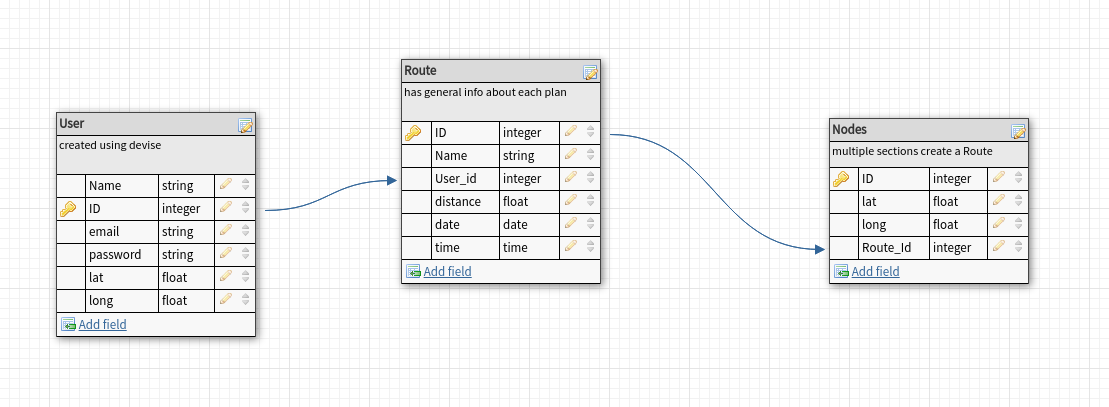 User
created using devise
Name string
ID integer
email string
password string
lat float
long float
Add field
Route
has general info about each plan
ID integer
Name string
User_id integer
distance float
date date
time time
Add field
Nodes
multiple sections create a Route
ID integer
lat float
long float
Route_Id integer
Add field